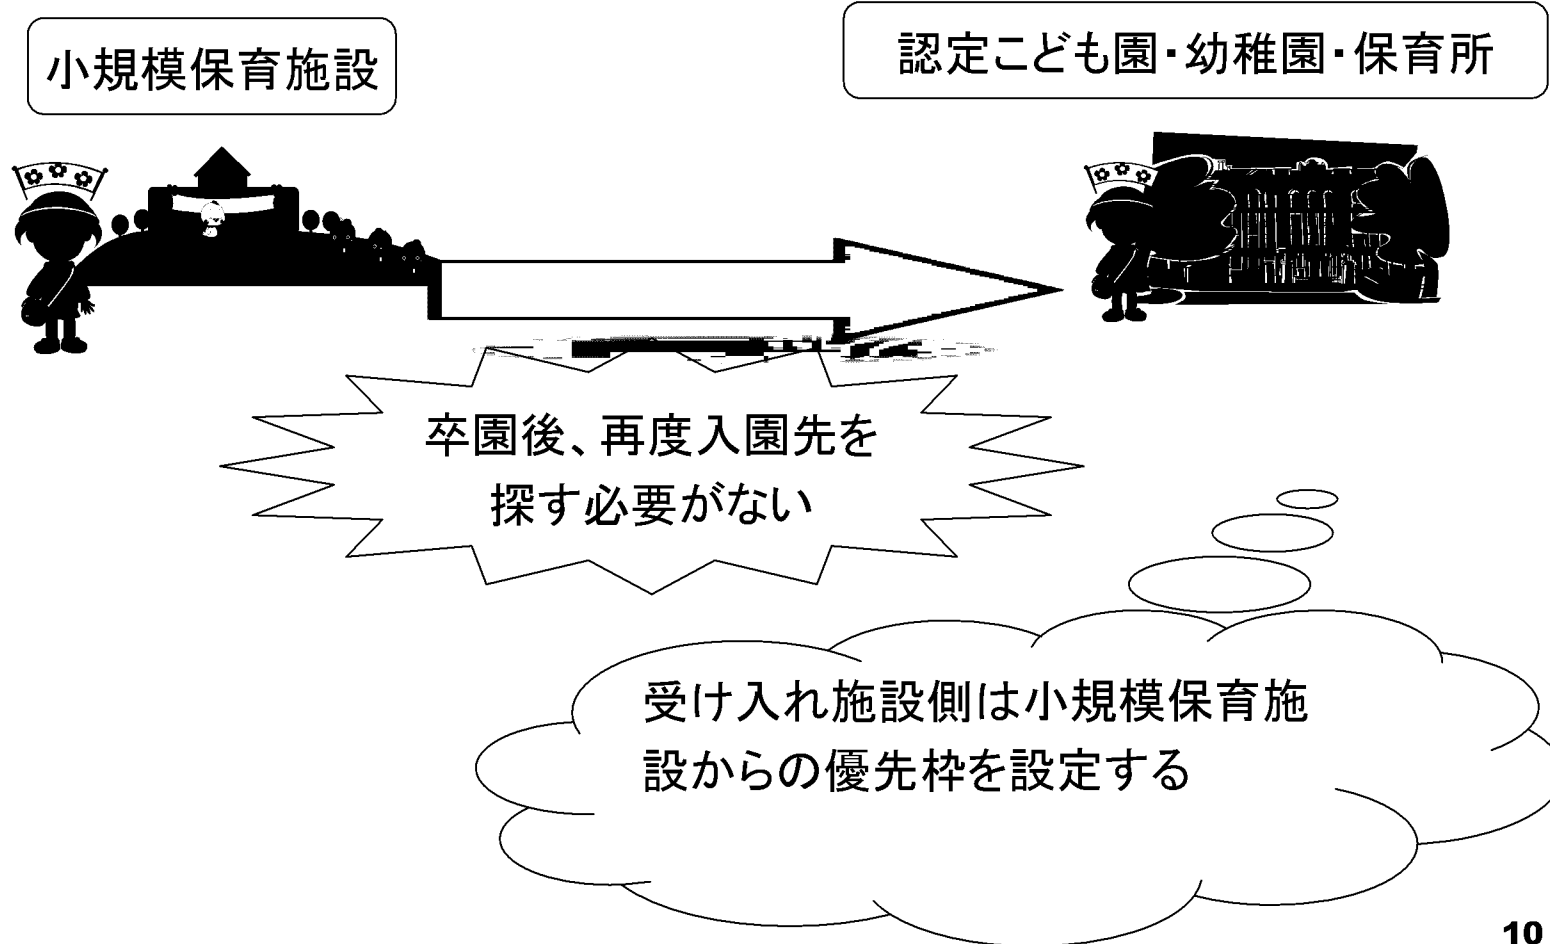 小規模保育施設
認定こども園・幼稚園・保育所
卒園後、再度入園先を
探す必要がない
受け入れ施設側は小規模保育施
設からの優先枠を設定する
10